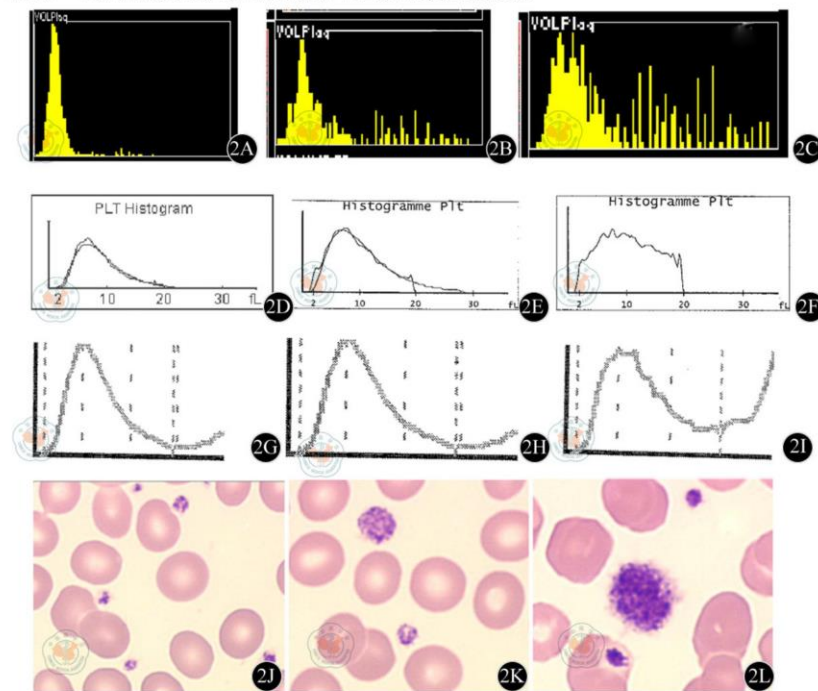 VOLPlaq
VOLPlaq
VOLPlaq
2A
2B
2C
PLT Histogram
Histogramme Plt
Histogramme Plt
2 10 20 30 fL
2 10 20 30 fL
2 10 20 30 fL
2D
2E
2F
2G
2H
2I
2J
2K
2L